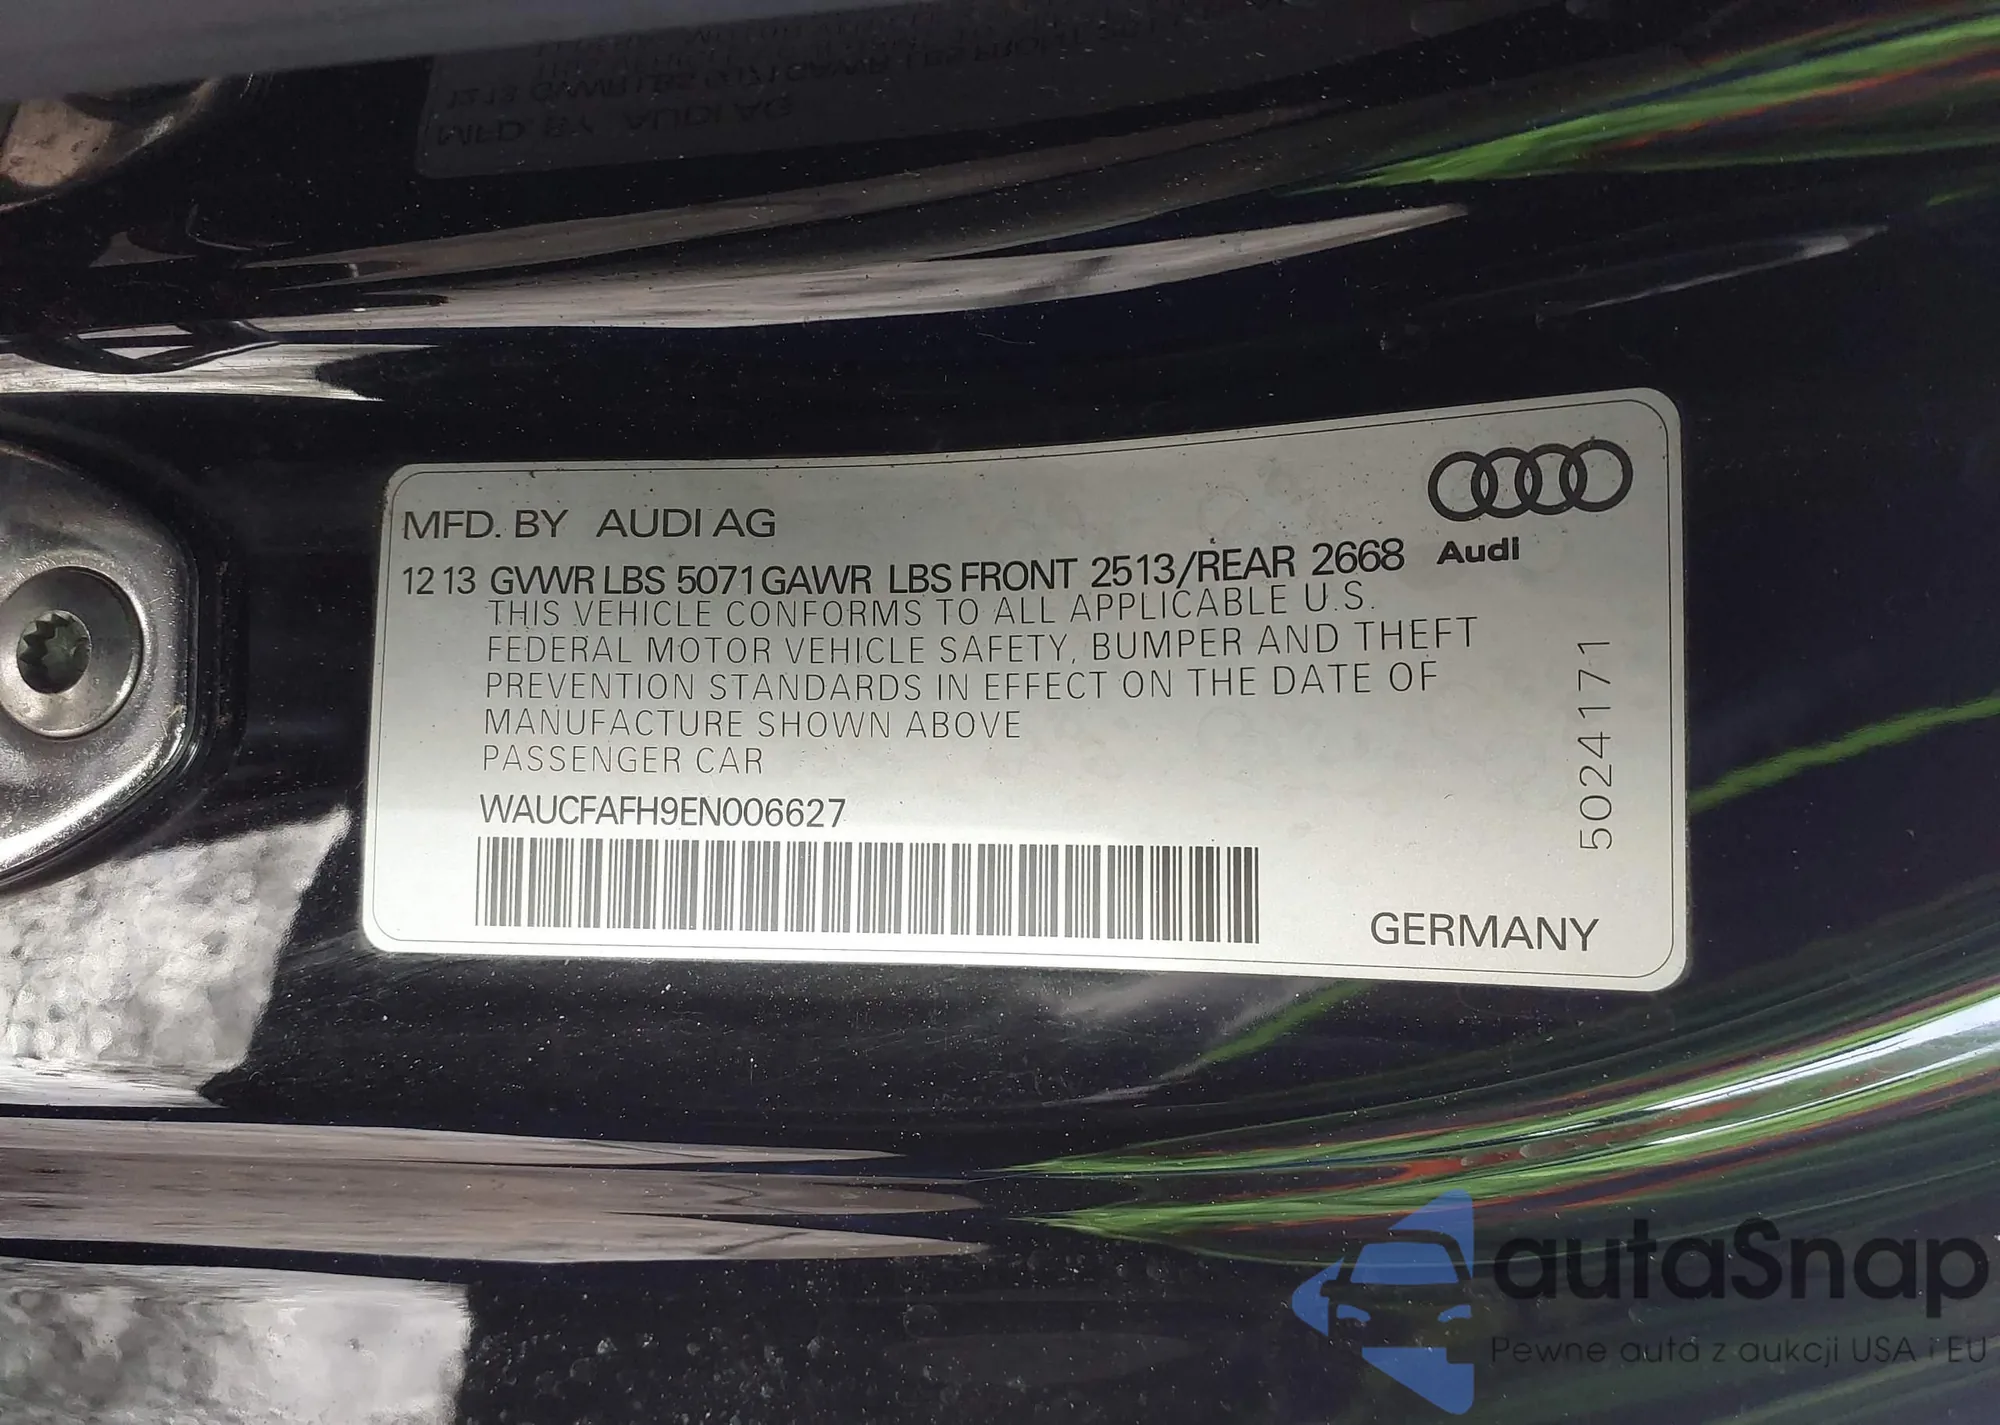 MFD. BY AUDI AG
12 13 GVWR LBS 5071 GAWR LBS FRONT 2513/REAR 2668
Audi
THIS VEHICLE CONFORMS TO ALL APPLICABLE U.S.
FEDERAL MOTOR VEHICLE SAFETY, BUMPER AND THEFT
PREVENTION STANDARDS IN EFFECT ON THE DATE OF
MANUFACTURE SHOWN ABOVE
PASSENGER CAR
WAUCFAFH9EN006627
5024171
GERMANY
autaSnap
Pewne auta z aukcji USA i EU